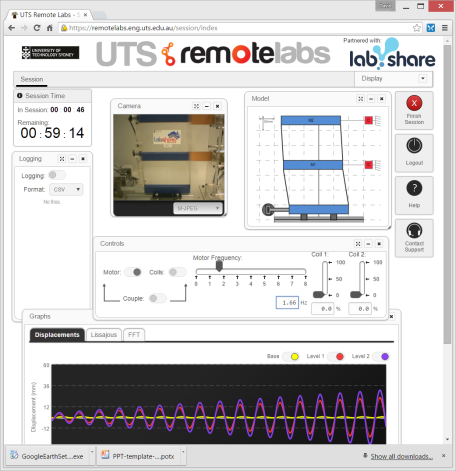 UTS Remote Labs - S
https://remotelabs.eng.uts.edu.au/session/index
UNIVERSITY OF
TECHNOLOGY SYDNEY
UTS remotelabs
Partnered with:
labshare
Session
Display
Session Time
In Session: 00 00 46
Remaining:
00:59:14
Camera
Labshare
M-JPEG
Model
Finish
Session
Logout
Help
Contact
Support
Logging
Logging:
Format: CSV
No files.
Controls
Motor: Coils:
Couple:
Motor Frequency:
0 1 2 3 4 5 6 7 8
1.66 Hz
Coil 1: Coil 2:
100 100
50 50
0 0
0.0 % 0.0 %
Graphs
Displacements Lissajous FFT
Base Level 1 Level 2
Displacement (mm)
60
36
12
-12
GoogleEarthSet....exe
PPT-template-....potx
Show all downloads...